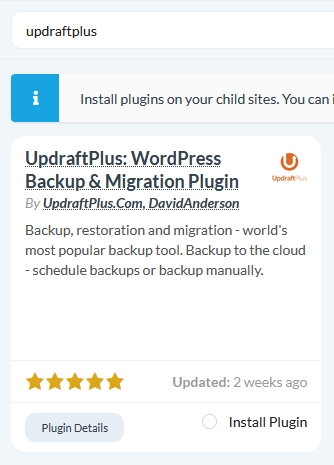 updraftplus
Install plugins on your child sites. You can
UpdraftPlus: WordPress
Backup & Migration Plugin
UpdraftPlus
By UpdraftPlus.Com, DavidAnderson
Backup, restoration and migration - world's
most popular backup tool. Backup to the cloud
- schedule backups or backup manually.
Updated: 2 weeks ago
Plugin Details
Install Plugin